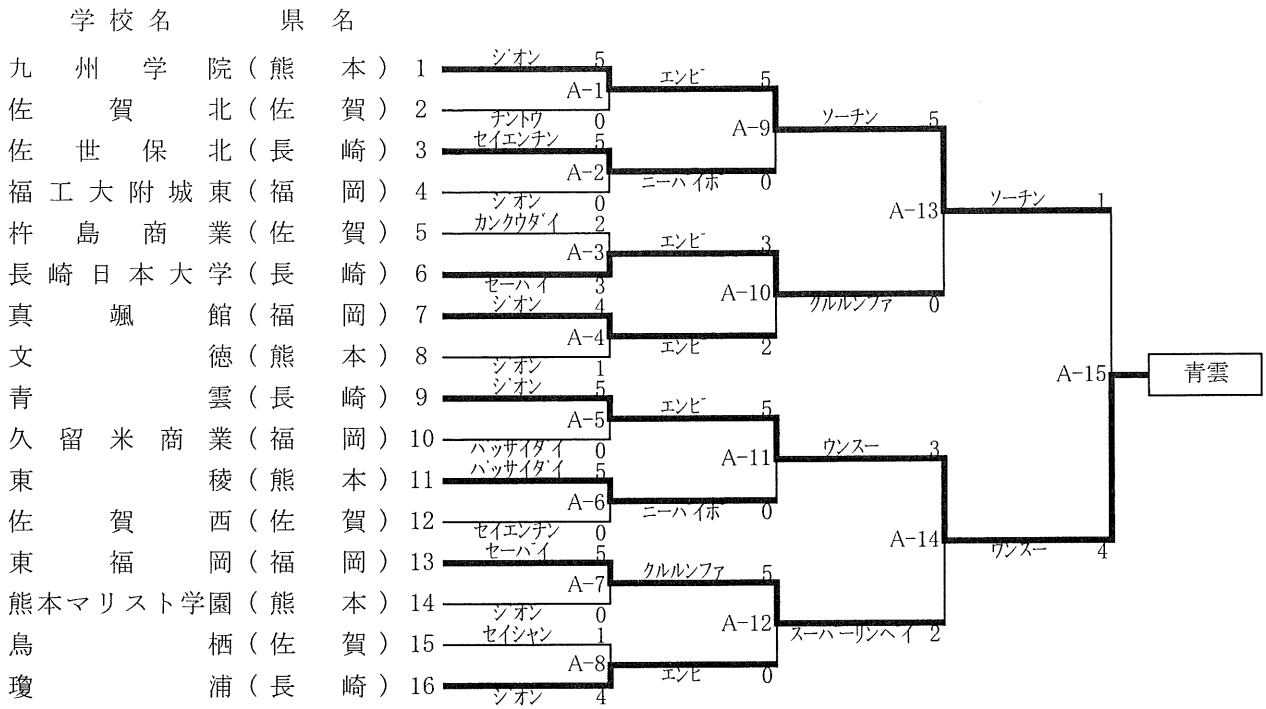 学校名 県名
九州学院(熊本) 1
佐賀北(佐賀) 2
佐世保北(長崎) 3
福工大附城東(福岡) 4
杵島商業(佐賀) 5
長崎日本大学(長崎) 6
真颯館(福岡) 7
文徳(熊本) 8
青雲(長崎) 9
久留米商業(福岡) 10
東稜(熊本) 11
佐賀西(佐賀) 12
東福岡(福岡) 13
熊本マリスト学園(熊本) 14
鳥栖(佐賀) 15
瓊浦(長崎) 16
ジオン 5
A-1
チントウ 0
セイエンチン 5
A-2
ジオン 0
カンクウダイ 2
A-3
セーパイ 3
ジオン 4
A-4
ジオン 1
ジオン 5
A-5
バッサイダイ 0
バッサイダイ 5
A-6
セイエンチン 0
セーパイ 5
A-7
ジオン 0
セイシャン 1
A-8
ジオン 4
エンピ 5
A-9
ニーパイポ 0
エンピ 3
A-10
エンピ 2
エンピ 5
A-11
ニーパイポ 0
クルルンファ 5
A-12
エンピ 0
ソーチン 5
A-13
クルルンファ 0
ウンスー 3
A-14
スーパーリンペイ 2
ソーチン 1
A-15
ウンスー 4
青雲